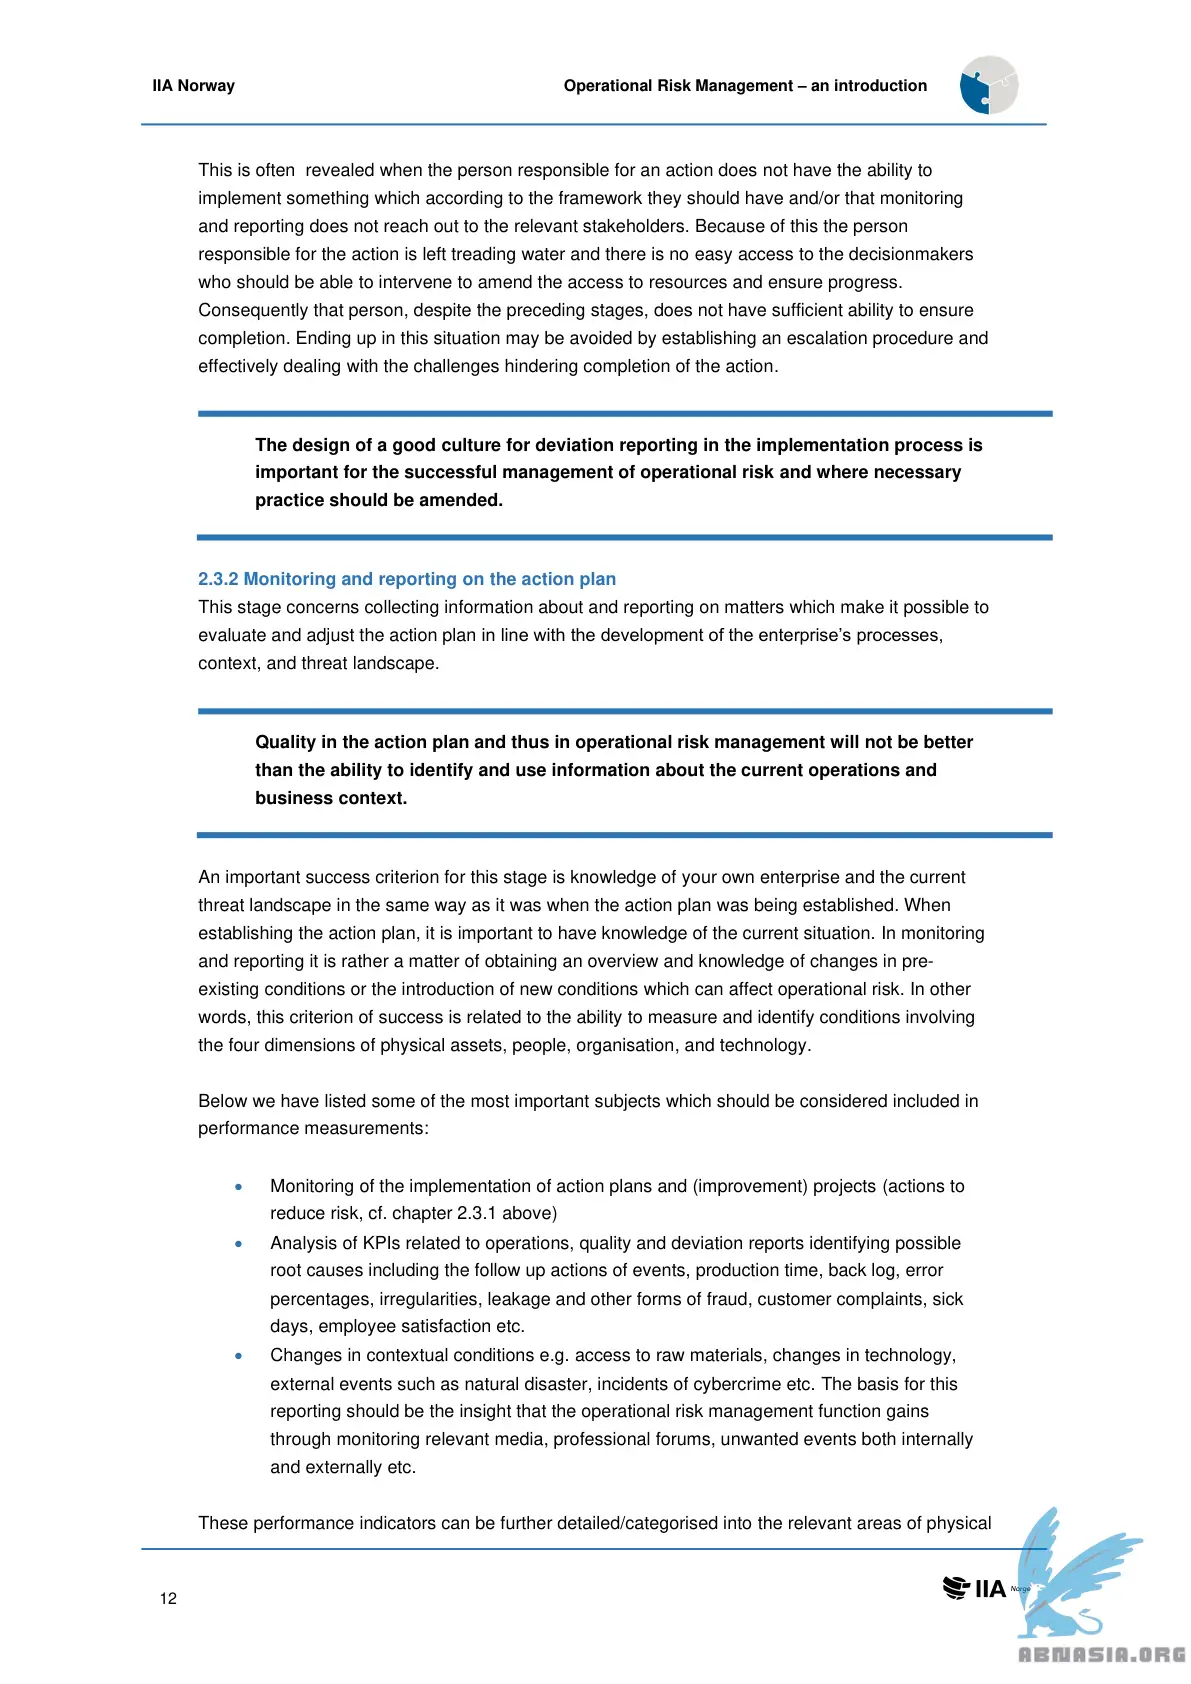 IIA Norway
Operational Risk Management – an introduction
This is often  revealed when the person responsible for an action does not have the ability to
implement something which according to the framework they should have and/or that monitoring
and reporting does not reach out to the relevant stakeholders. Because of this the person
responsible for the action is left treading water and there is no easy access to the decisionmakers
who should be able to intervene to amend the access to resources and ensure progress.
Consequently that person, despite the preceding stages, does not have sufficient ability to ensure
completion. Ending up in this situation may be avoided by establishing an escalation procedure and
effectively dealing with the challenges hindering completion of the action.
The design of a good culture for deviation reporting in the implementation process is
important for the successful management of operational risk and where necessary
practice should be amended.
2.3.2 Monitoring and reporting on the action plan
This stage concerns collecting information about and reporting on matters which make it possible to
evaluate and adjust the action plan in line with the development of the enterprise’s processes,
context, and threat landscape.
Quality in the action plan and thus in operational risk management will not be better
than the ability to identify and use information about the current operations and
business context.
An important success criterion for this stage is knowledge of your own enterprise and the current
threat landscape in the same way as it was when the action plan was being established. When
establishing the action plan, it is important to have knowledge of the current situation. In monitoring
and reporting it is rather a matter of obtaining an overview and knowledge of changes in pre-
existing conditions or the introduction of new conditions which can affect operational risk. In other
words, this criterion of success is related to the ability to measure and identify conditions involving
the four dimensions of physical assets, people, organisation, and technology.
Below we have listed some of the most important subjects which should be considered included in
performance measurements:
• Monitoring of the implementation of action plans and (improvement) projects (actions to
reduce risk, cf. chapter 2.3.1 above)
• Analysis of KPIs related to operations, quality and deviation reports identifying possible
root causes including the follow up actions of events, production time, back log, error
percentages, irregularities, leakage and other forms of fraud, customer complaints, sick
days, employee satisfaction etc.
• Changes in contextual conditions e.g. access to raw materials, changes in technology,
external events such as natural disaster, incidents of cybercrime etc. The basis for this
reporting should be the insight that the operational risk management function gains
through monitoring relevant media, professional forums, unwanted events both internally
and externally etc.
These performance indicators can be further detailed/categorised into the relevant areas of physical
12
IIA Norge
ABNASIA.ORG